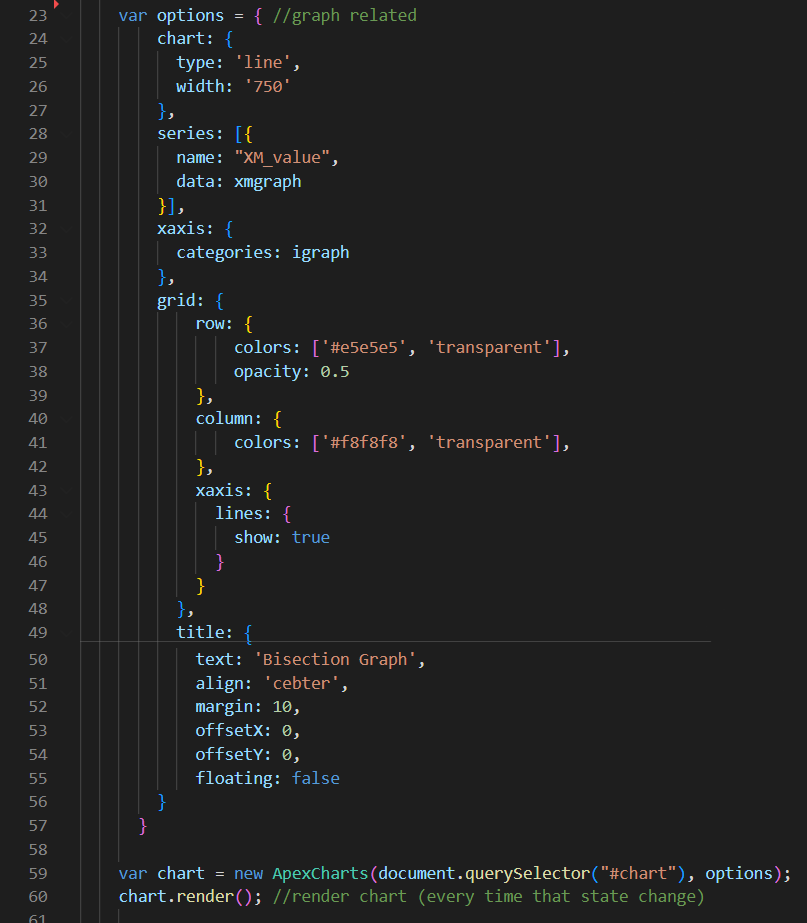 23 var options = { //graph related
24 chart: {
25 type: 'line',
26 width: '750'
27 },
28 series: [{
29 name: "XM_value",
30 data: xmgraph
31 }],
32 xaxis: {
33 categories: igraph
34 },
35 grid: {
36 row: {
37 colors: ['#e5e5e5', 'transparent'],
38 opacity: 0.5
39 },
40 column: {
41 colors: ['#f8f8f8', 'transparent'],
42 },
43 xaxis: {
44 lines: {
45 show: true
46 }
47 }
48 },
49 title: {
50 text: 'Bisection Graph',
51 align: 'cebter',
52 margin: 10,
53 offsetX: 0,
54 offsetY: 0,
55 floating: false
56 }
57 }
58
59 var chart = new ApexCharts(document.querySelector("#chart"), options);
60 chart.render(); //render chart (every time that state change)
61